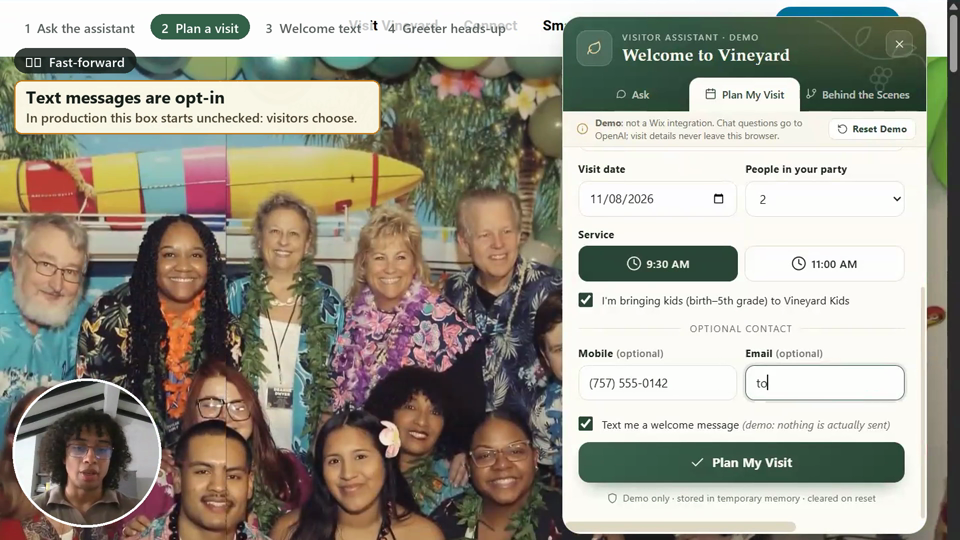 1 Ask the assistant
2 Plan a visit
3 Welcome text
4 Greeter heads-up
Visit Vineyard
Connect
Fast-forward
Text messages are opt-in
In production this box starts unchecked: visitors choose.
VISITOR ASSISTANT · DEMO
Welcome to Vineyard
Ask
Plan My Visit
Behind the Scenes
Demo: not a Wix integration. Chat questions go to
OpenAI; visit details never leave this browser.
Reset Demo
Visit date
People in your party
11/08/2026
2
Service
9:30 AM
11:00 AM
I'm bringing kids (birth–5th grade) to Vineyard Kids
OPTIONAL CONTACT
Mobile (optional)
Email (optional)
(757) 555-0142
to
Text me a welcome message (demo: nothing is actually sent)
Plan My Visit
Demo only · stored in temporary memory · cleared on reset